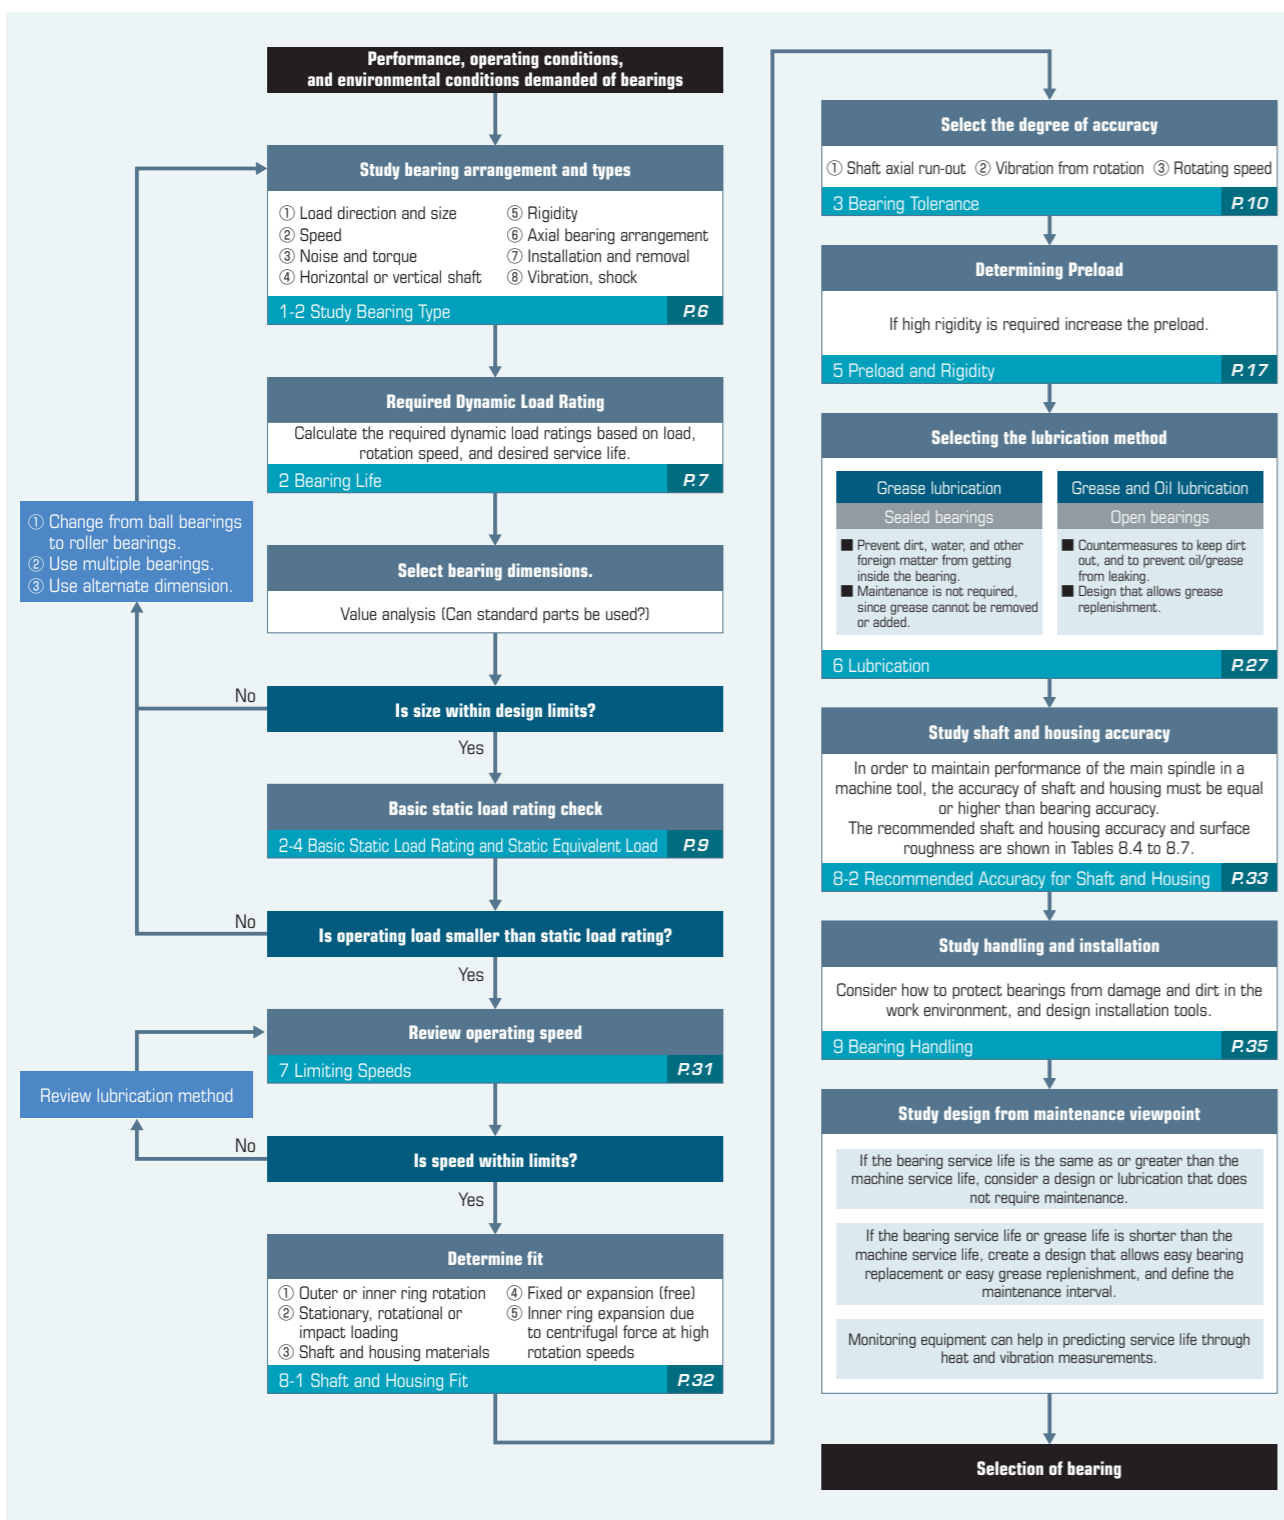 Performance, operating conditions,
and environmental conditions demanded of bearings
Study bearing arrangement and types
① Load direction and size
② Speed
③ Noise and torque
④ Horizontal or vertical shaft
⑤ Rigidity
⑥ Axial bearing arrangement
⑦ Installation and removal
⑧ Vibration, shock
1-2 Study Bearing Type P.6
Required Dynamic Load Rating
Calculate the required dynamic load ratings based on load,
rotation speed, and desired service life.
2 Bearing Life P.7
① Change from ball bearings
to roller bearings.
② Use multiple bearings.
③ Use alternate dimension.
Select bearing dimensions.
Value analysis (Can standard parts be used?)
No
Is size within design limits?
Yes
Basic static load rating check
2-4 Basic Static Load Rating and Static Equivalent Load P.9
No
Is operating load smaller than static load rating?
Yes
Review operating speed
7 Limiting Speeds P.31
Review lubrication method
No
Is speed within limits?
Yes
Determine fit
① Outer or inner ring rotation
② Stationary, rotational or
impact loading
③ Shaft and housing materials
④ Fixed or expansion (free)
⑤ Inner ring expansion due
to centrifugal force at high
rotation speeds
8-1 Shaft and Housing Fit P.32
Select the degree of accuracy
① Shaft axial run-out ② Vibration from rotation ③ Rotating speed
3 Bearing Tolerance P.10
Determining Preload
If high rigidity is required increase the preload.
5 Preload and Rigidity P.17
Selecting the lubrication method
Grease lubrication
Sealed bearings
■ Prevent dirt, water, and other
foreign matter from getting
inside the bearing.
■ Maintenance is not required,
since grease cannot be removed
or added.
Grease and Oil lubrication
Open bearings
■ Countermeasures to keep dirt
out, and to prevent oil/grease
from leaking.
■ Design that allows grease
replenishment.
6 Lubrication P.27
Study shaft and housing accuracy
In order to maintain performance of the main spindle in a
machine tool, the accuracy of shaft and housing must be equal
or higher than bearing accuracy.
The recommended shaft and housing accuracy and surface
roughness are shown in Tables 8.4 to 8.7.
8-2 Recommended Accuracy for Shaft and Housing P.33
Study handling and installation
Consider how to protect bearings from damage and dirt in the
work environment, and design installation tools.
9 Bearing Handling P.35
Study design from maintenance viewpoint
If the bearing service life is the same as or greater than the
machine service life, consider a design or lubrication that does
not require maintenance.
If the bearing service life or grease life is shorter than the
machine service life, create a design that allows easy bearing
replacement or easy grease replenishment, and define the
maintenance interval.
Monitoring equipment can help in predicting service life through
heat and vibration measurements.
Selection of bearing